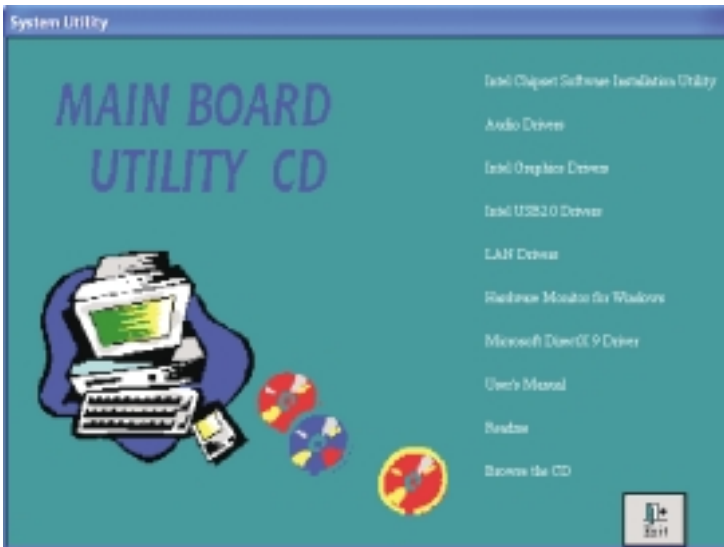 System Utility
MAIN BOARD
UTILITY CD
Intel Chipset Software Installation Utility
Audio Drivers
Intel Graphics Drivers
Intel USB2.0 Drivers
LAN Drivers
Hardware Monitor for Windows
Microsoft DirectX 9 Driver
User's Manual
Readme
Browse the CD
Exit